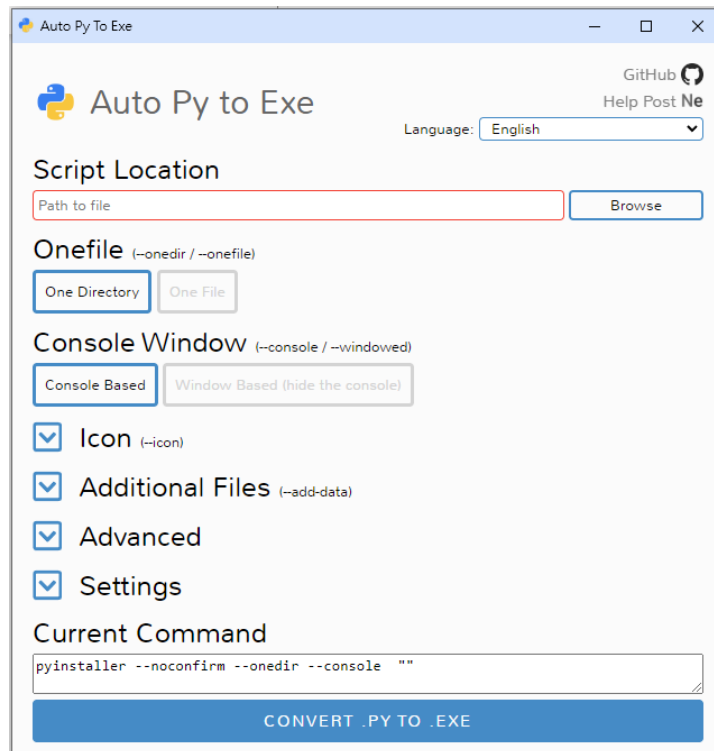 Auto Py To Exe
GitHub
Auto Py to Exe
Help Post Ne
Language: English
Script Location
Path to file Browse
Onefile (--onedir / --onefile)
One Directory One File
Console Window (--console / --windowed)
Console Based Window Based (hide the console)
Icon (--icon)
Additional Files (--add-data)
Advanced
Settings
Current Command
pyinstaller --noconfirm --onedir --console  ""
CONVERT .PY TO .EXE